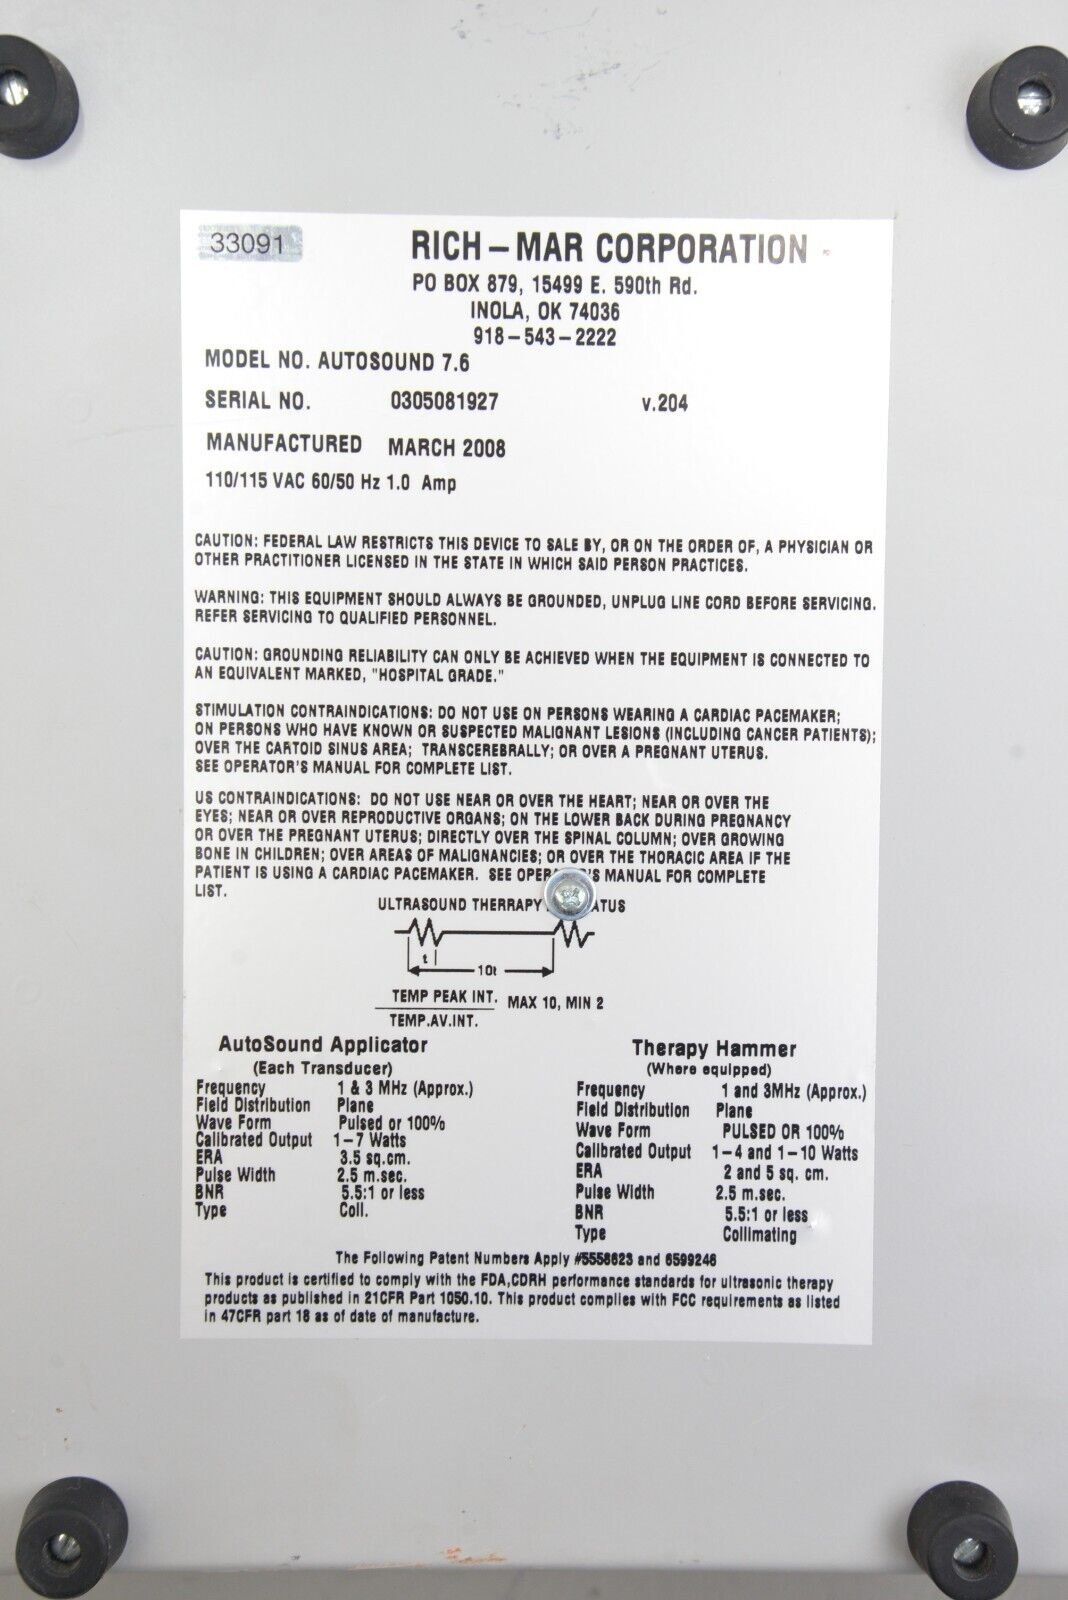 33091
RICH-MAR CORPORATION
PO BOX 879, 15499 E. 590th Rd.
INOLA, OK 74036
918-543-2222
MODEL NO. AUTOSOUND 7.6
SERIAL NO. 0305081927 v.204
MANUFACTURED MARCH 2008
110/115 VAC 60/50 Hz 1.0 Amp
CAUTION: FEDERAL LAW RESTRICTS THIS DEVICE TO SALE BY, OR ON THE ORDER OF, A PHYSICIAN OR
OTHER PRACTITIONER LICENSED IN THE STATE IN WHICH SAID PERSON PRACTICES.
WARNING: THIS EQUIPMENT SHOULD ALWAYS BE GROUNDED, UNPLUG LINE CORD BEFORE SERVICING.
REFER SERVICING TO QUALIFIED PERSONNEL.
CAUTION: GROUNDING RELIABILITY CAN ONLY BE ACHIEVED WHEN THE EQUIPMENT IS CONNECTED TO
AN EQUIVALENT MARKED, "HOSPITAL GRADE."
STIMULATION CONTRAINDICATIONS: DO NOT USE ON PERSONS WEARING A CARDIAC PACEMAKER;
ON PERSONS WHO HAVE KNOWN OR SUSPECTED MALIGNANT LESIONS (INCLUDING CANCER PATIENTS);
OVER THE CARTOID SINUS AREA; TRANSCEREBRALLY; OR OVER A PREGNANT UTERUS.
SEE OPERATOR'S MANUAL FOR COMPLETE LIST.
US CONTRAINDICATIONS: DO NOT USE NEAR OR OVER THE HEART; NEAR OR OVER THE
EYES; NEAR OR OVER REPRODUCTIVE ORGANS; ON THE LOWER BACK DURING PREGNANCY
OR OVER THE PREGNANT UTERUS; DIRECTLY OVER THE SPINAL COLUMN; OVER GROWING
BONE IN CHILDREN; OVER AREAS OF MALIGNANCIES; OR OVER THE THORACIC AREA IF THE
PATIENT IS USING A CARDIAC PACEMAKER. SEE OPERA 'S MANUAL FOR COMPLETE
LIST.
ULTRASOUND THERRAPY ATUS
t
10t
TEMP PEAK INT. MAX 10, MIN 2
TEMP.AV.INT.
AutoSound Applicator
(Each Transducer)
Frequency 1 & 3 MHz (Approx.)
Field Distribution Plane
Wave Form Pulsed or 100%
Calibrated Output 1-7 Watts
ERA 3.5 sq.cm.
Pulse Width 2.5 m.sec.
BNR 5.5:1 or less
Type Coll.
Therapy Hammer
(Where equipped)
Frequency 1 and 3MHz (Approx.)
Field Distribution Plane
Wave Form PULSED OR 100%
Calibrated Output 1-4 and 1-10 Watts
ERA 2 and 5 sq. cm.
Pulse Width 2.5 m.sec.
BNR 5.5:1 or less
Type Collimating
The Following Patent Numbers Apply #5558623 and 6599246
This product is certified to comply with the FDA,CDRH performance standards for ultrasonic therapy
products as published in 21CFR Part 1050.10. This product complies with FCC requirements as listed
in 47CFR part 18 as of date of manufacture.